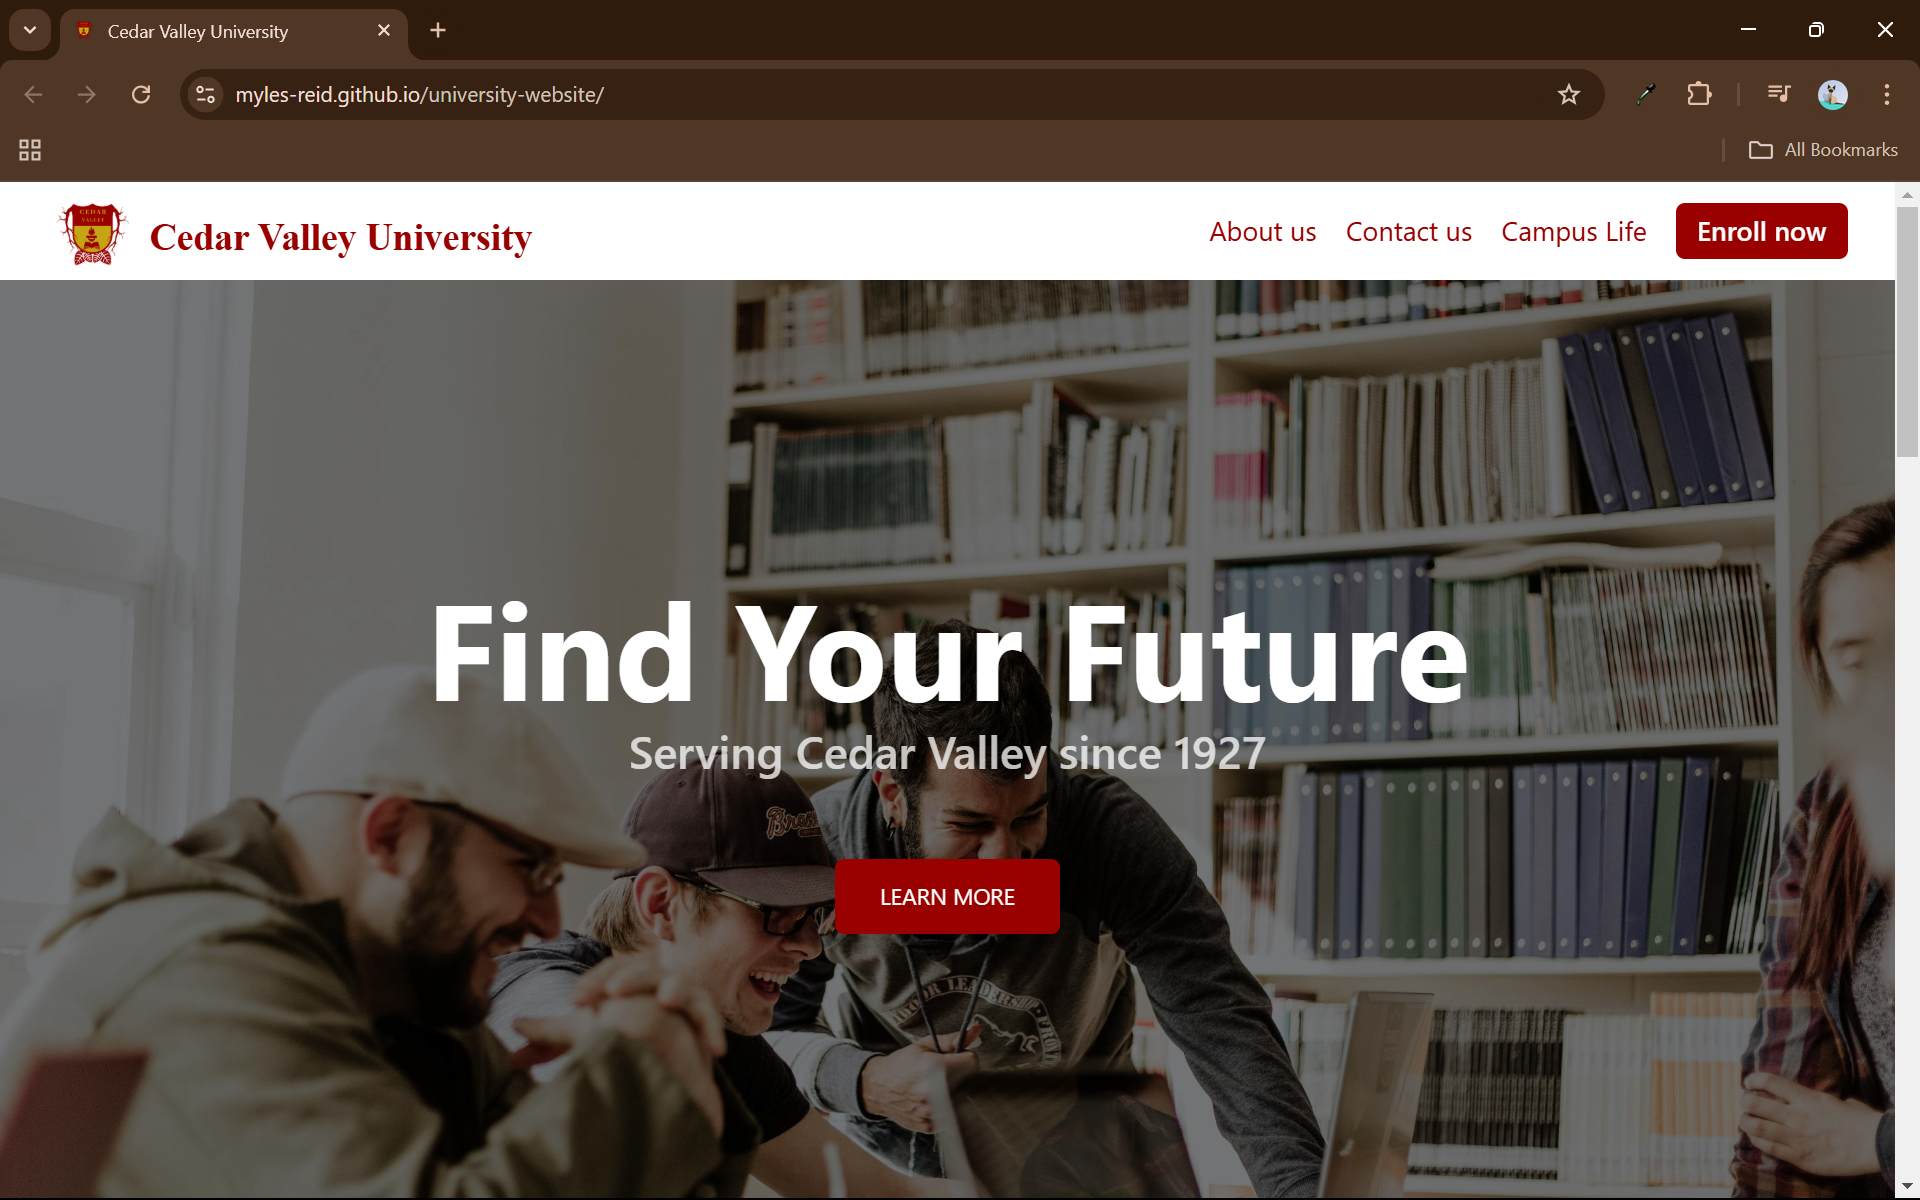 Cedar Valley University
myles-reid.github.io/university-website/
All Bookmarks
CEDAR
VALLEY
Cedar Valley University
About us
Contact us
Campus Life
Enroll now
Find Your Future
Serving Cedar Valley since 1927
LEARN MORE
LEADERSHIP